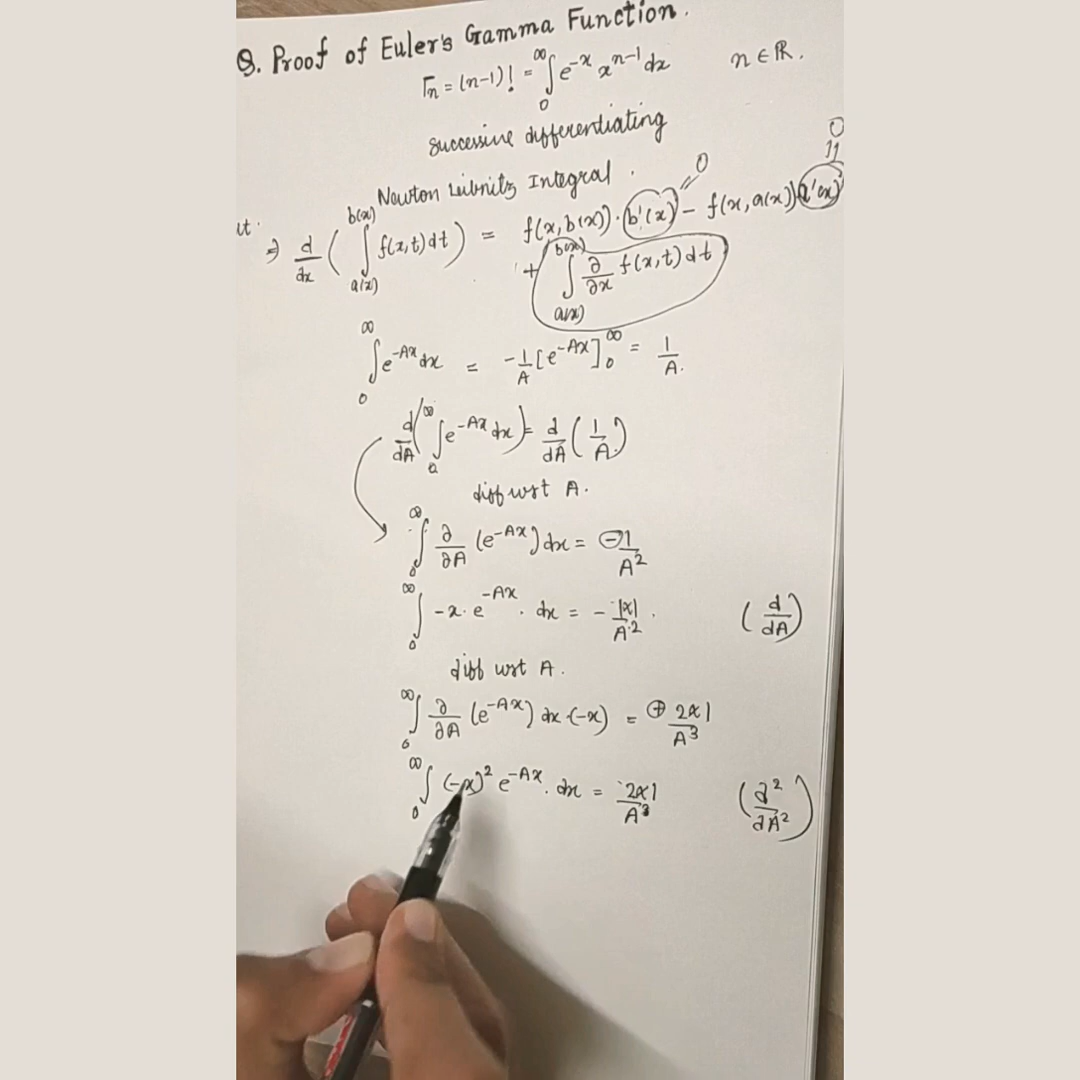 Q. Proof of Euler's Gamma Function.
Γn = (n-1)! = ∫₀^∞ e^{-x} x^{n-1} dx n ∈ ℝ.
Successive differentiating
Newton Leibnitz Integral.
⇒ d/dx ( ∫_{a(x)}^{b(x)} f(x,t)dt ) = f(x,b(x))·b'(x) = 0 - f(x,a(x)) a'(x) = 0
+ ∫_{a(x)}^{b(x)} ∂/∂x f(x,t)dt
∫₀^∞ e^{-Ax} dx = -1/A [e^{-Ax}]₀^∞ = 1/A.
d/dA ( ∫₀^∞ e^{-Ax} dx ) = d/dA (1/A.)
diff wrt A.
∫₀^∞ ∂/∂A (e^{-Ax}) dx = ⊖1/A²
∫₀^∞ -x·e^{-Ax}. dx = -1×1/A². (d/dA)
diff wrt A.
∫₀^∞ ∂/∂A (e^{-Ax}) dx·(-x) = ⊕ 2×1/A³
∫₀^∞ (-x)² e^{-Ax}. dx = 2×1/A³ (∂²/∂A²)